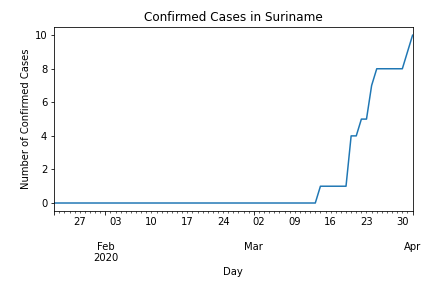 Confirmed Cases in Suriname
Number of Confirmed Cases
10
8
6
4
2
0
27 03 10 17 24 02 09 16 23 30
Feb Mar Apr
2020
Day